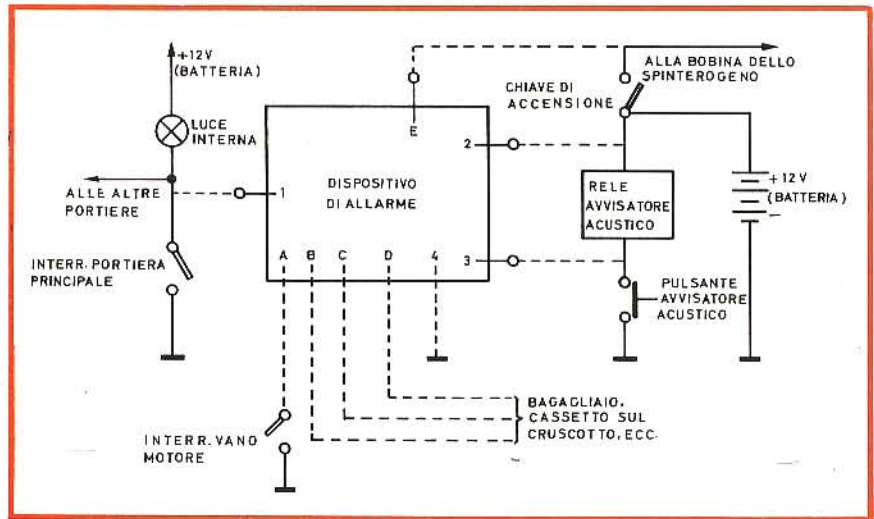 +12V
(BATTERIA)
LUCE
INTERNA
ALLE ALTRE
PORTIERE
INTERR. PORTIERA
PRINCIPALE
E
1
2
3
DISPOSITIVO
DI ALLARME
A B C D 4
INTERR. VANO
MOTORE
BAGAGLIAIO,
CASSETTO SUL
CRUSCOTTO, ECC.
ALLA BOBINA DELLO
SPINTEROGENO
CHIAVE DI
ACCENSIONE
RELE
AVVISATORE
ACUSTICO
+12V
(BATTERIA)
–
PULSANTE
AVVISATORE
ACUSTICO